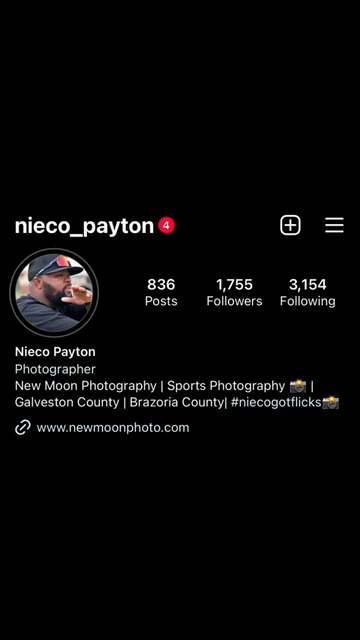 nieco_payton 4
836 1,755 3,154
Posts Followers Following
Nieco Payton
Photographer
New Moon Photography | Sports Photography 📸 |
Galveston County | Brazoria County| #niecogotflicks📸
www.newmoonphoto.com